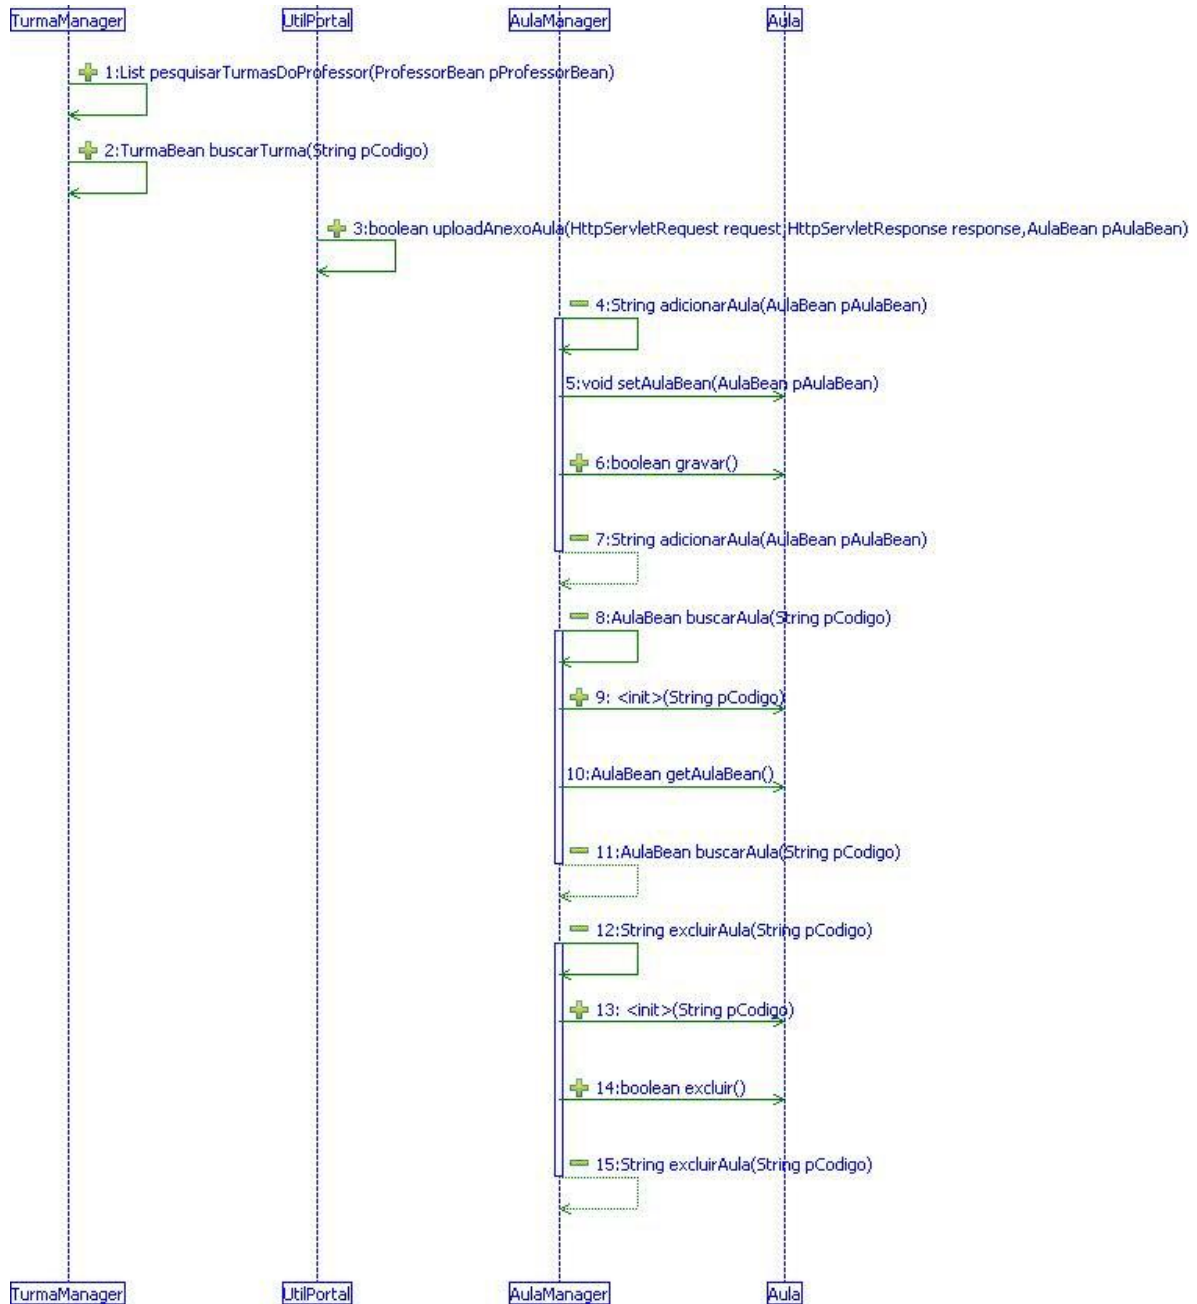 TurmaManager UtilPortal AulaManager Aula
1:List pesquisarTurmasDoProfessor(ProfessorBean pProfessorBean)
2:TurmaBean buscarTurma(String pCodigo)
3:boolean uploadAnexoAula(HttpServletRequest request,HttpServletResponse response,AulaBean pAulaBean)
4:String adicionarAula(AulaBean pAulaBean)
5:void setAulaBean(AulaBean pAulaBean)
6:boolean gravar()
7:String adicionarAula(AulaBean pAulaBean)
8:AulaBean buscarAula(String pCodigo)
9: <init>(String pCodigo)
10:AulaBean getAulaBean()
11:AulaBean buscarAula(String pCodigo)
12:String excluirAula(String pCodigo)
13: <init>(String pCodigo)
14:boolean excluir()
15:String excluirAula(String pCodigo)
TurmaManager UtilPortal AulaManager Aula